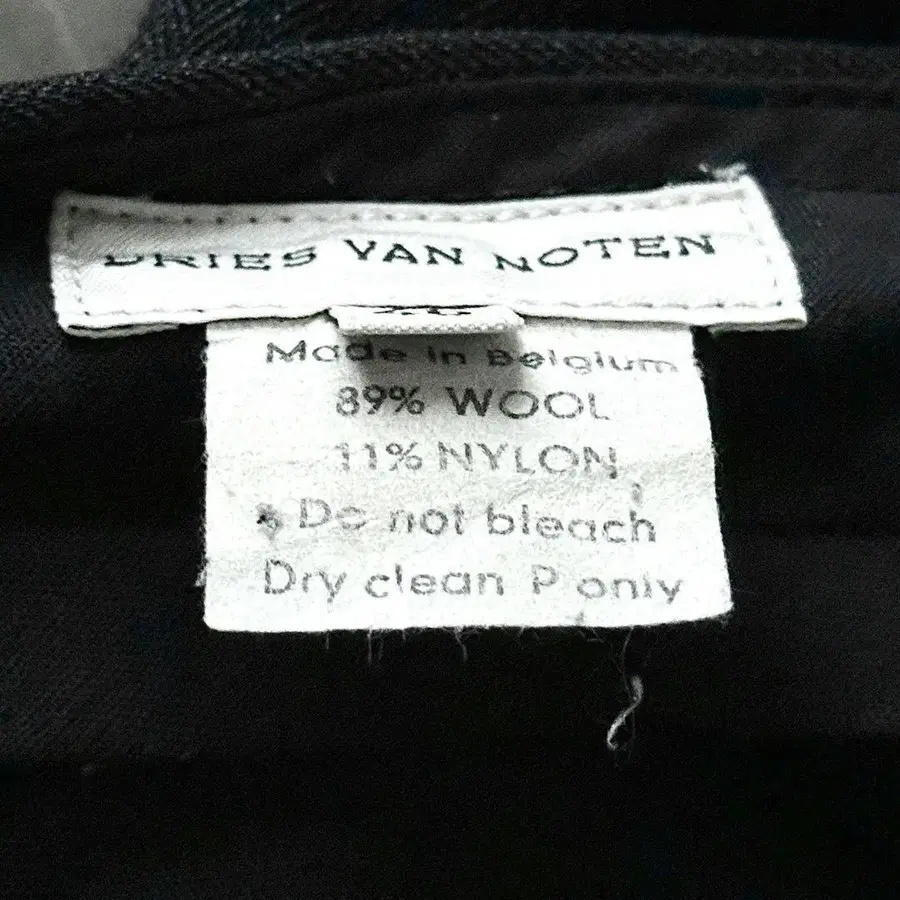 DRIES VAN NOTEN
Made in Belgium
89% WOOL
11% NYLON
Do not bleach
Dry clean P only